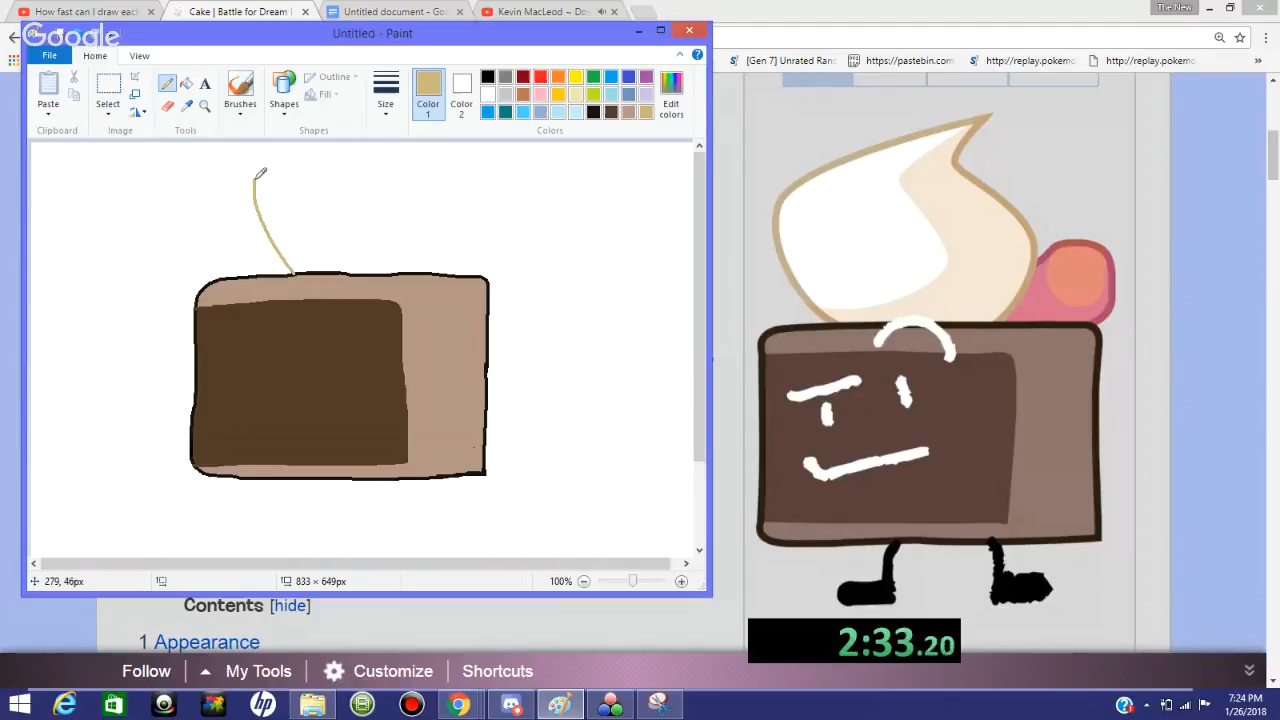 How fast can I draw each
Cake | Battle for Dream I
Untitled document - Go
Kevin MacLeod ~ Do
The New
Google
Untitled - Paint
File
Home
View
[Gen 7] Unrated Ran
https://pastebin.com
http://replay.pokemo
http://replay.pokemo
Paste
Select
Brushes
Shapes
Outline
Fill
Size
Color 1
Color 2
Edit colors
Clipboard
Image
Tools
Shapes
Colors
279, 46px
833 × 649px
100%
Contents [hide]
1 Appearance
2:33.20
Follow
My Tools
Customize
Shortcuts
7:24 PM
1/26/2018